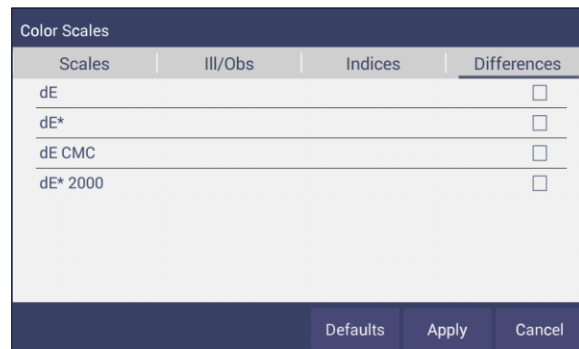 Color Scales
Scales Ill/Obs Indices Differences
dE
dE*
dE CMC
dE* 2000
Defaults Apply Cancel